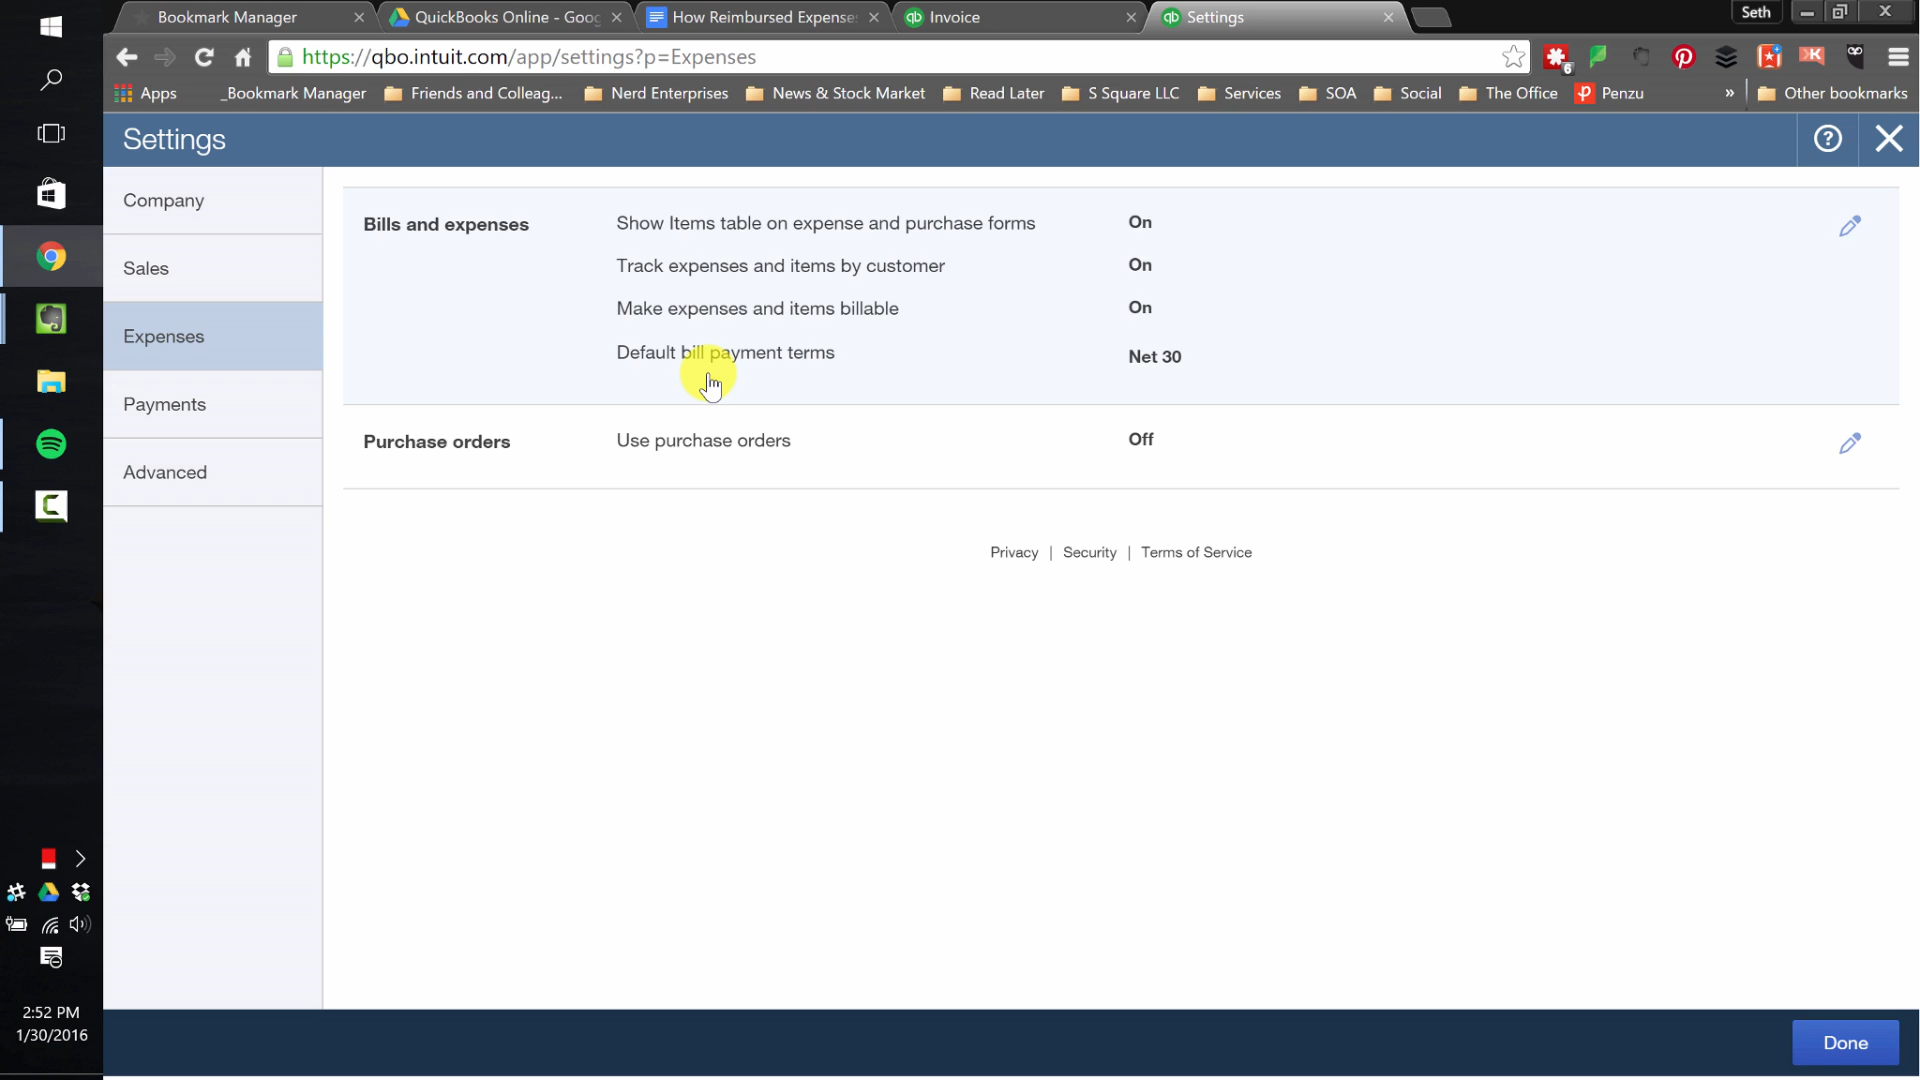 Bookmark Manager
QuickBooks Online - Goog
How Reimbursed Expenses
Invoice
Settings
Seth
https://qbo.intuit.com/app/settings?p=Expenses
6
Apps
_Bookmark Manager
Friends and Colleag...
Nerd Enterprises
News & Stock Market
Read Later
S Square LLC
Services
SOA
Social
The Office
Penzu
»
Other bookmarks
Settings
Company
Sales
Expenses
Payments
Advanced
Bills and expenses
Show Items table on expense and purchase forms On
Track expenses and items by customer On
Make expenses and items billable On
Default bill payment terms Net 30
Purchase orders
Use purchase orders Off
Privacy | Security | Terms of Service
2:52 PM
1/30/2016
Done